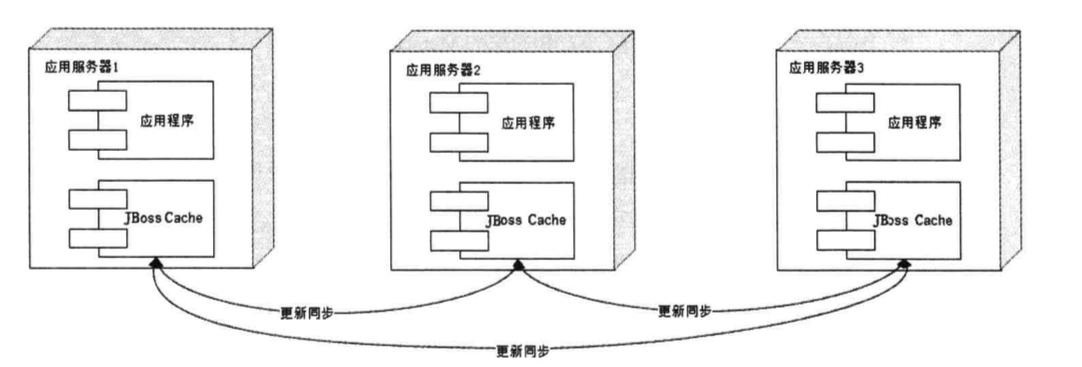 应用服务器1
应用程序
JBoss Cache
应用服务器2
应用程序
JBoss Cache
应用服务器3
应用程序
JBoss Cache
更新同步
更新同步
更新同步